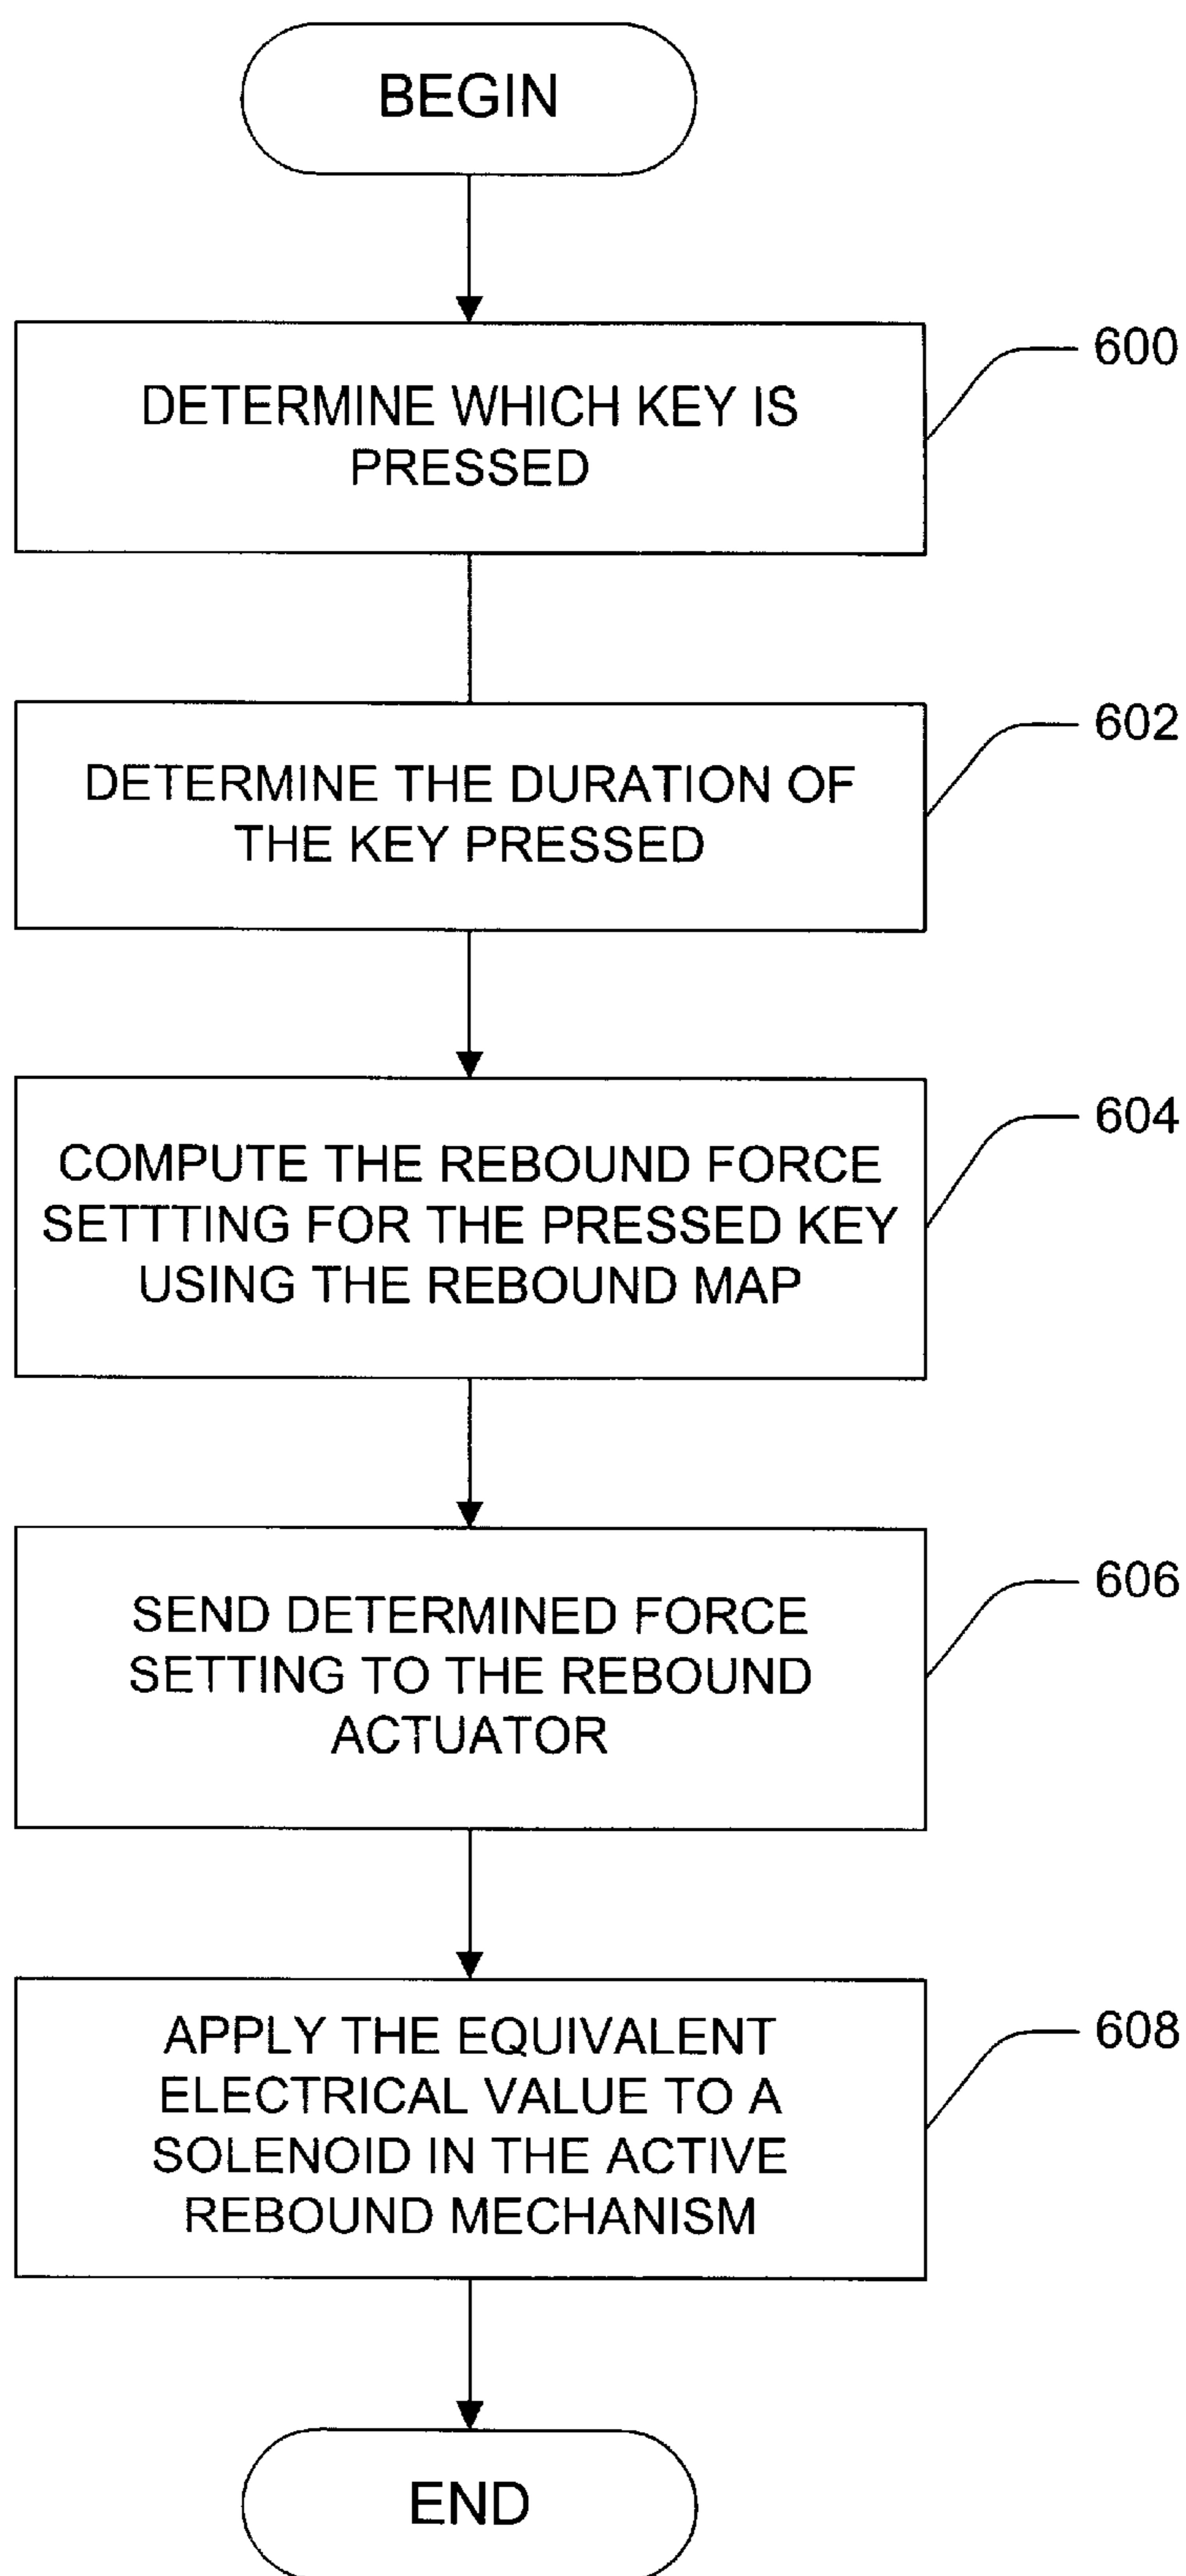 BEGIN
600
DETERMINE WHICH KEY IS
PRESSED
602
DETERMINE THE DURATION OF
THE KEY PRESSED
604
COMPUTE THE REBOUND FORCE
SETTTING FOR THE PRESSED KEY
USING THE REBOUND MAP
606
SEND DETERMINED FORCE
SETTING TO THE REBOUND
ACTUATOR
608
APPLY THE EQUIVALENT
ELECTRICAL VALUE TO A
SOLENOID IN THE ACTIVE
REBOUND MECHANISM
END